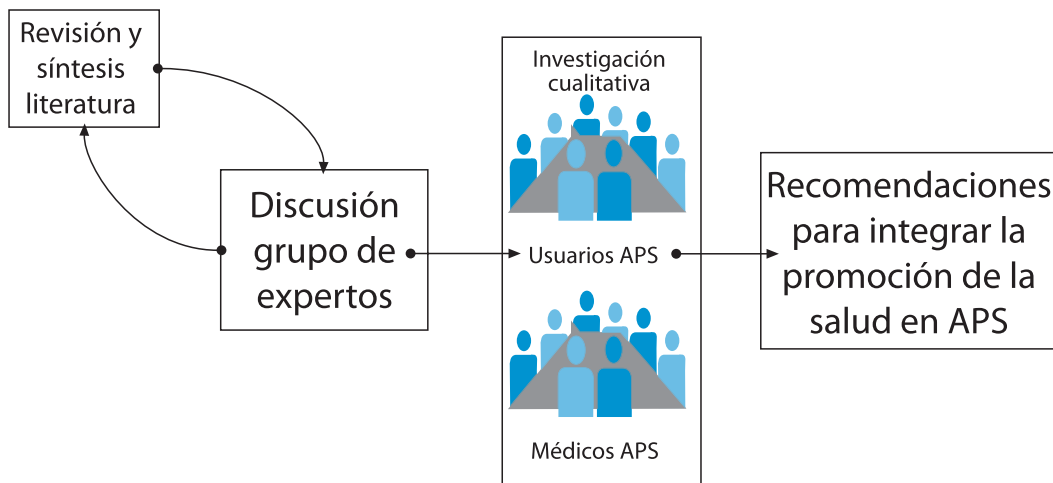 Revisión y
síntesis
literatura
Discusión
grupo de
expertos
Investigación
cualitativa
Usuarios APS
Médicos APS
Recomendaciones
para integrar la
promoción de la
salud en APS